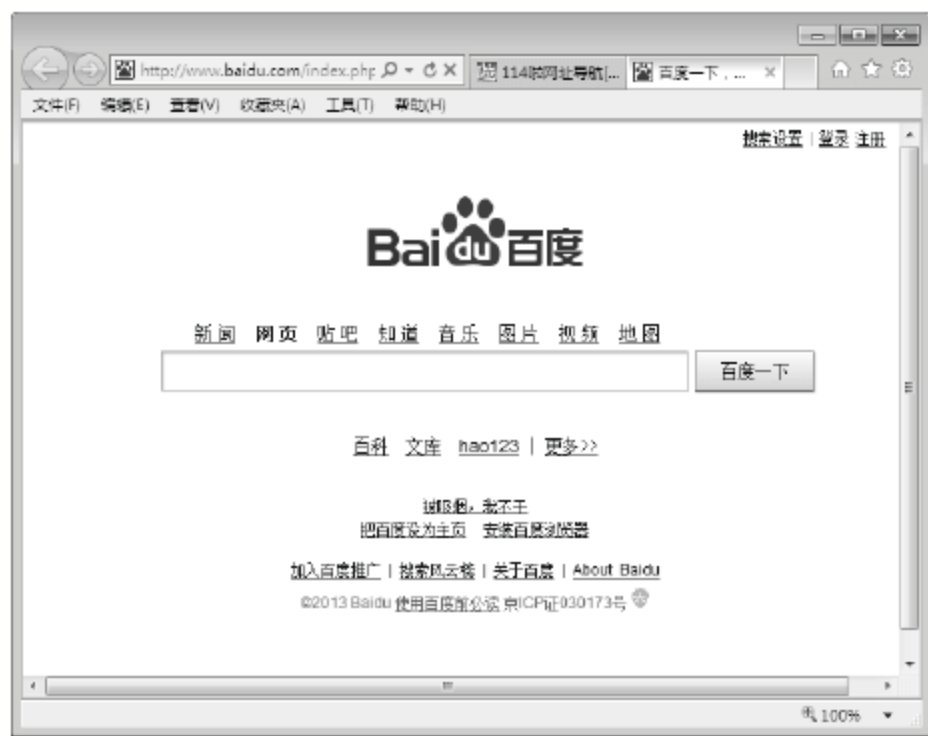 http://www.baidu.com/index.php 114啦网址导航(... 百度一下，...
文件(F) 编辑(E) 查看(V) 收藏夹(A) 工具(T) 帮助(H)
搜索设置 | 登录 注册
Bai du 百度
新闻 网页 贴吧 知道 音乐 图片 视频 地图
百度一下
百科 文库 hao123 | 更多>>
把百度设为主页 安装百度浏览器
加入百度推广 | 搜索风云榜 | 关于百度 | About Baidu
©2013 Baidu 使用百度前必读 京ICP证030173号
100%